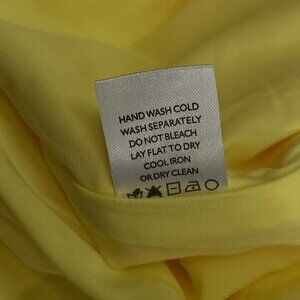 HAND WASH COLD
WASH SEPARATELY
DO NOT BLEACH
LAY FLAT TO DRY
COOL IRON
OR DRY CLEAN